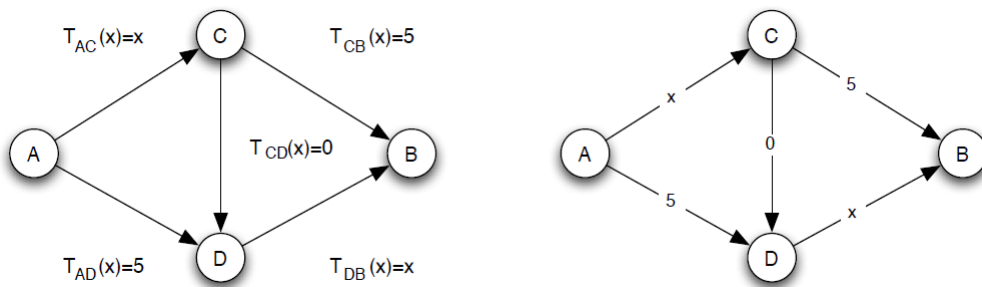 T_AC(x)=x
C
T_CB(x)=5
A
T_CD(x)=0
B
T_AD(x)=5
D
T_DB(x)=x
C
x
5
A
0
B
5
x
D